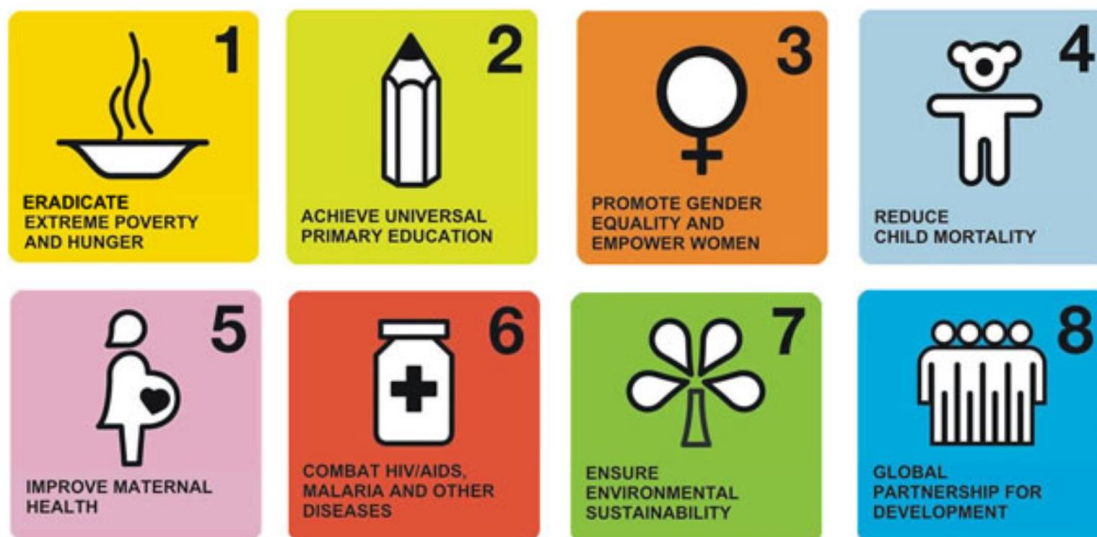 1
ERADICATE
EXTREME POVERTY
AND HUNGER
2
ACHIEVE UNIVERSAL
PRIMARY EDUCATION
3
PROMOTE GENDER
EQUALITY AND
EMPOWER WOMEN
4
REDUCE
CHILD MORTALITY
5
IMPROVE MATERNAL
HEALTH
6
COMBAT HIV/AIDS,
MALARIA AND OTHER
DISEASES
7
ENSURE
ENVIRONMENTAL
SUSTAINABILITY
8
GLOBAL
PARTNERSHIP FOR
DEVELOPMENT